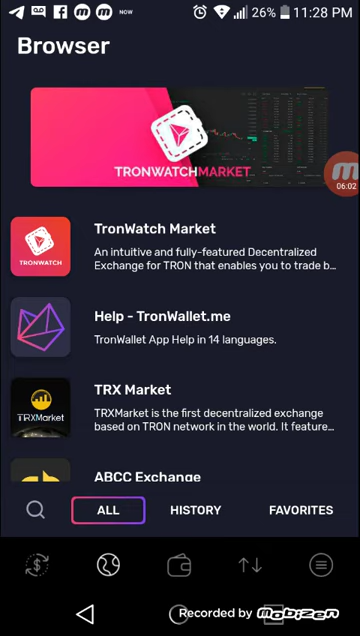 NOW
26%
11:28 PM
Browser
TRONWATCHMARKET
06:02
TronWatch Market
An intuitive and fully-featured Decentralized
Exchange for TRON that enables you to trade b...
TRONWATCH
Help - TronWallet.me
TronWallet App Help in 14 languages.
TRX Market
TRXMarket is the first decentralized exchange
based on TRON network in the world. It feature...
TRXMarket
ABCC Exchange
ALL
HISTORY
FAVORITES
Recorded by Mobizen